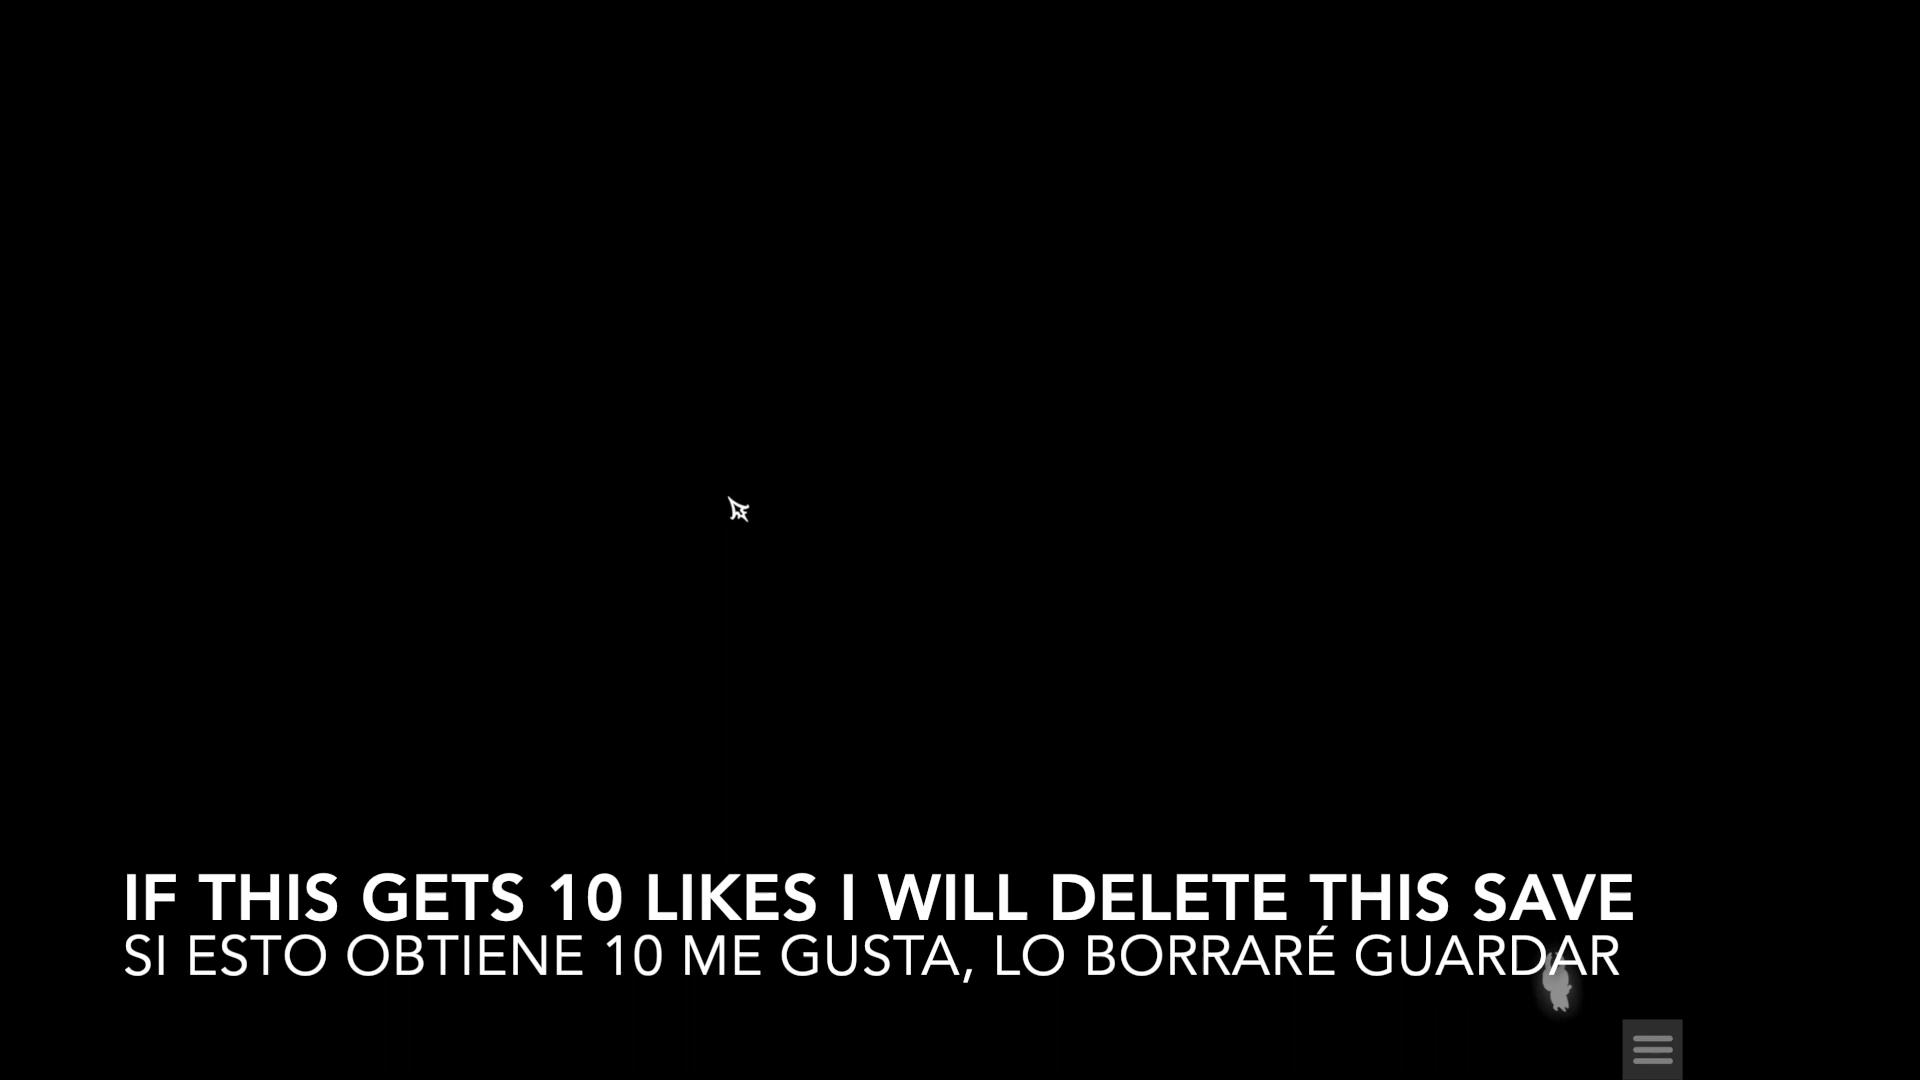 IF THIS GETS 10 LIKES I WILL DELETE THIS SAVE
SI ESTO OBTIENE 10 ME GUSTA, LO BORRARÉ GUARDAR